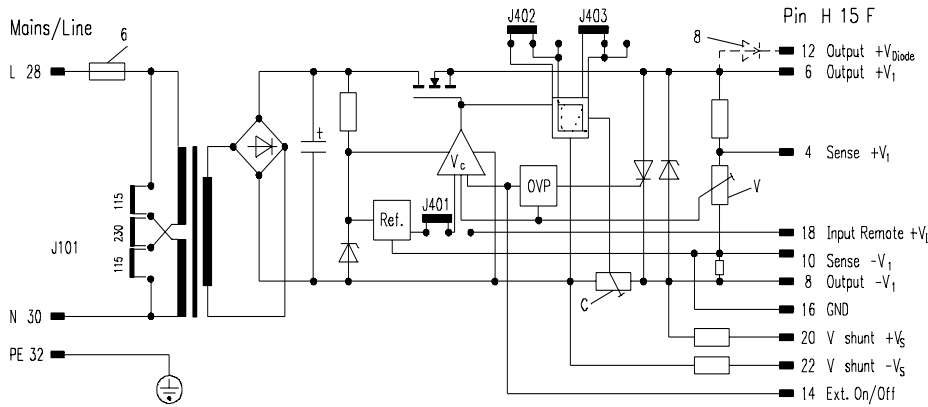 J402 J403
Pin H 15 F
Mains/Line
6
8
12 Output +VDiode
L 28
6 Output +V1
t
Vc
4 Sense +V1
OVP
V
115
230
115
J101
Ref.
J401
18 Input Remote +VL
10 Sense -V1
C
8 Output -V1
N 30
16 GND
20 V shunt +VS
PE 32
22 V shunt -VS
14 Ext. On/Off